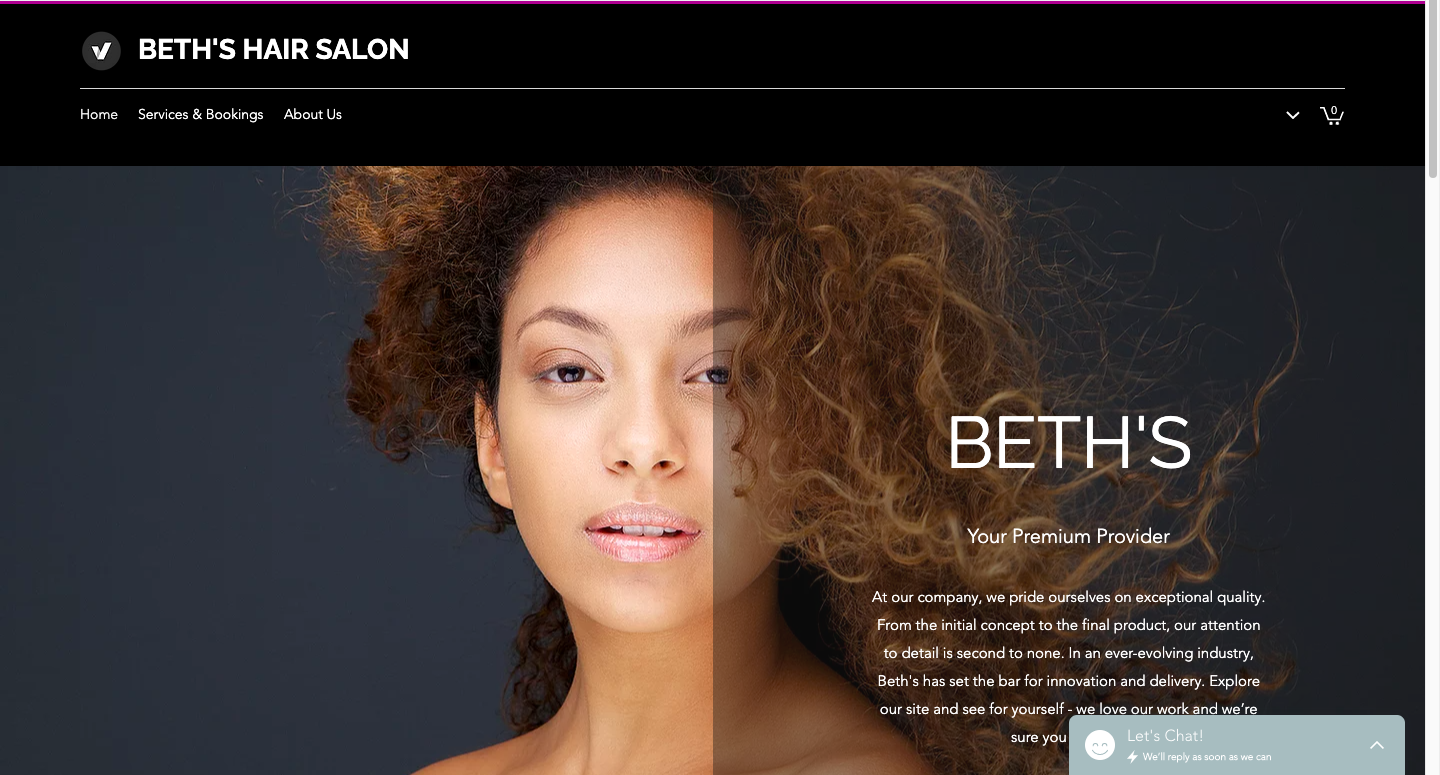 BETH'S HAIR SALON
Home Services & Bookings About Us
0
BETH'S
Your Premium Provider
At our company, we pride ourselves on exceptional quality.
From the initial concept to the final product, our attention
to detail is second to none. In an ever-evolving industry,
Beth's has set the bar for innovation and delivery. Explore
our site and see for yourself - we love our work and we’re
sure you
Let's Chat!
We'll reply as soon as we can